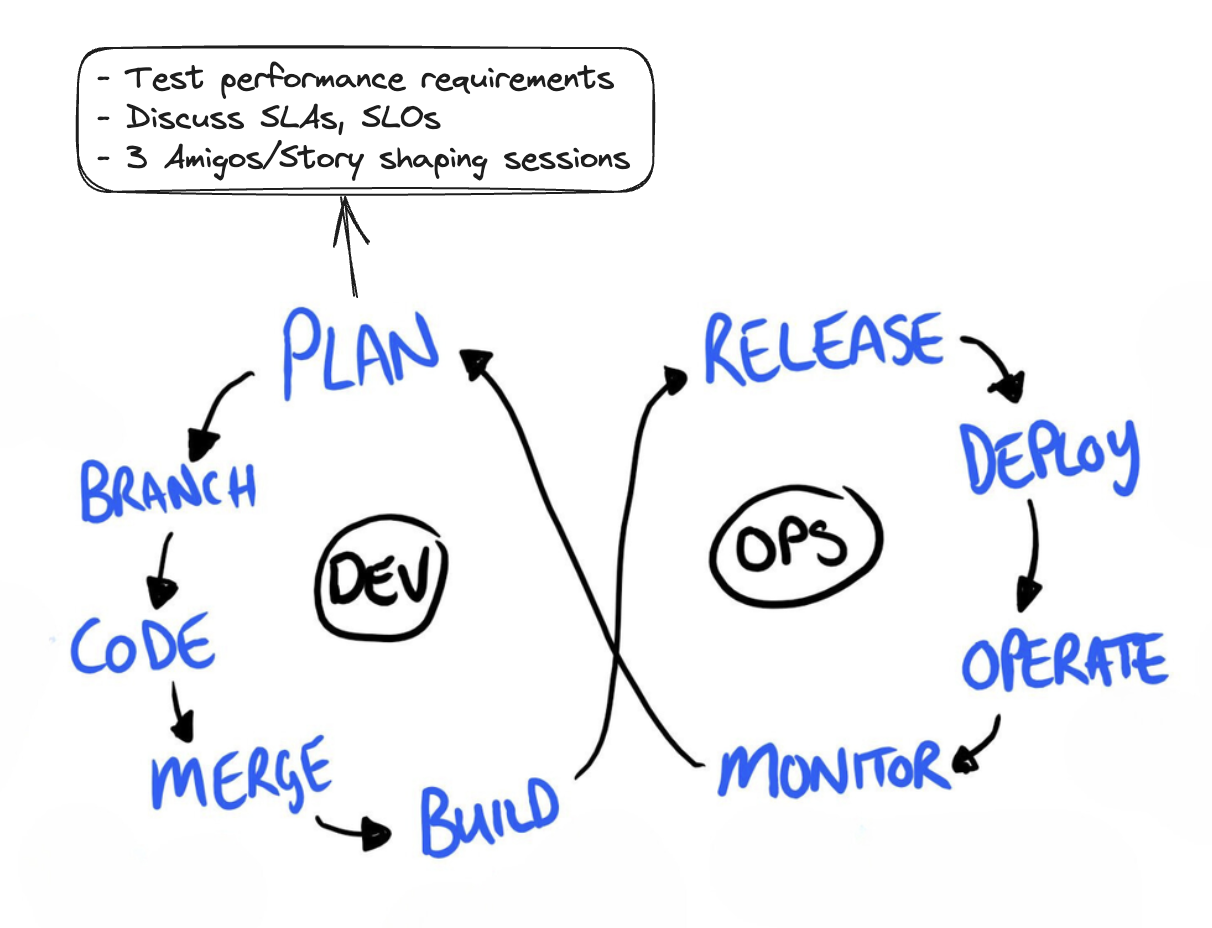 - Test performance requirements
- Discuss SLAs, SLOs
- 3 Amigos/Story shaping sessions
PLAN
BRANCH
CODE
MERGE
BUILD
DEV
RELEASE
DEPLOY
OPERATE
MONITOR
OPS